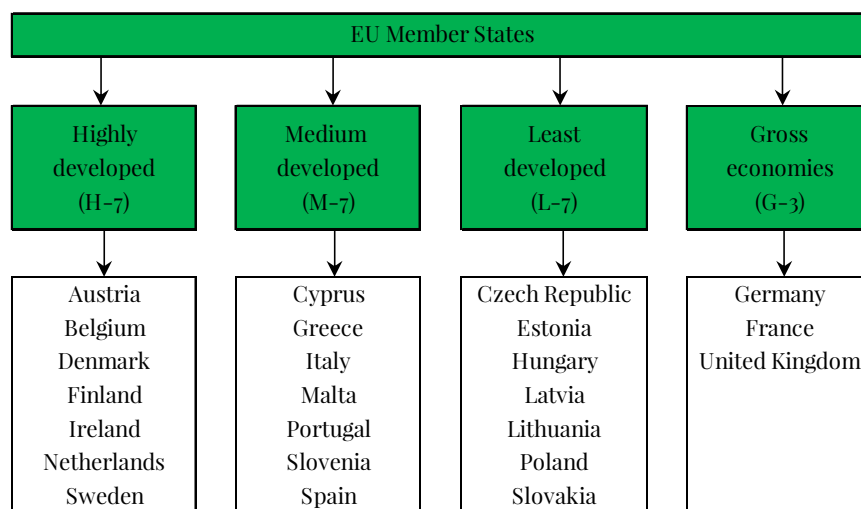 EU Member States
Highly
developed
(H-7)
Medium
developed
(M-7)
Least
developed
(L-7)
Gross
economies
(G-3)
Austria
Belgium
Denmark
Finland
Ireland
Netherlands
Sweden
Cyprus
Greece
Italy
Malta
Portugal
Slovenia
Spain
Czech Republic
Estonia
Hungary
Latvia
Lithuania
Poland
Slovakia
Germany
France
United Kingdom